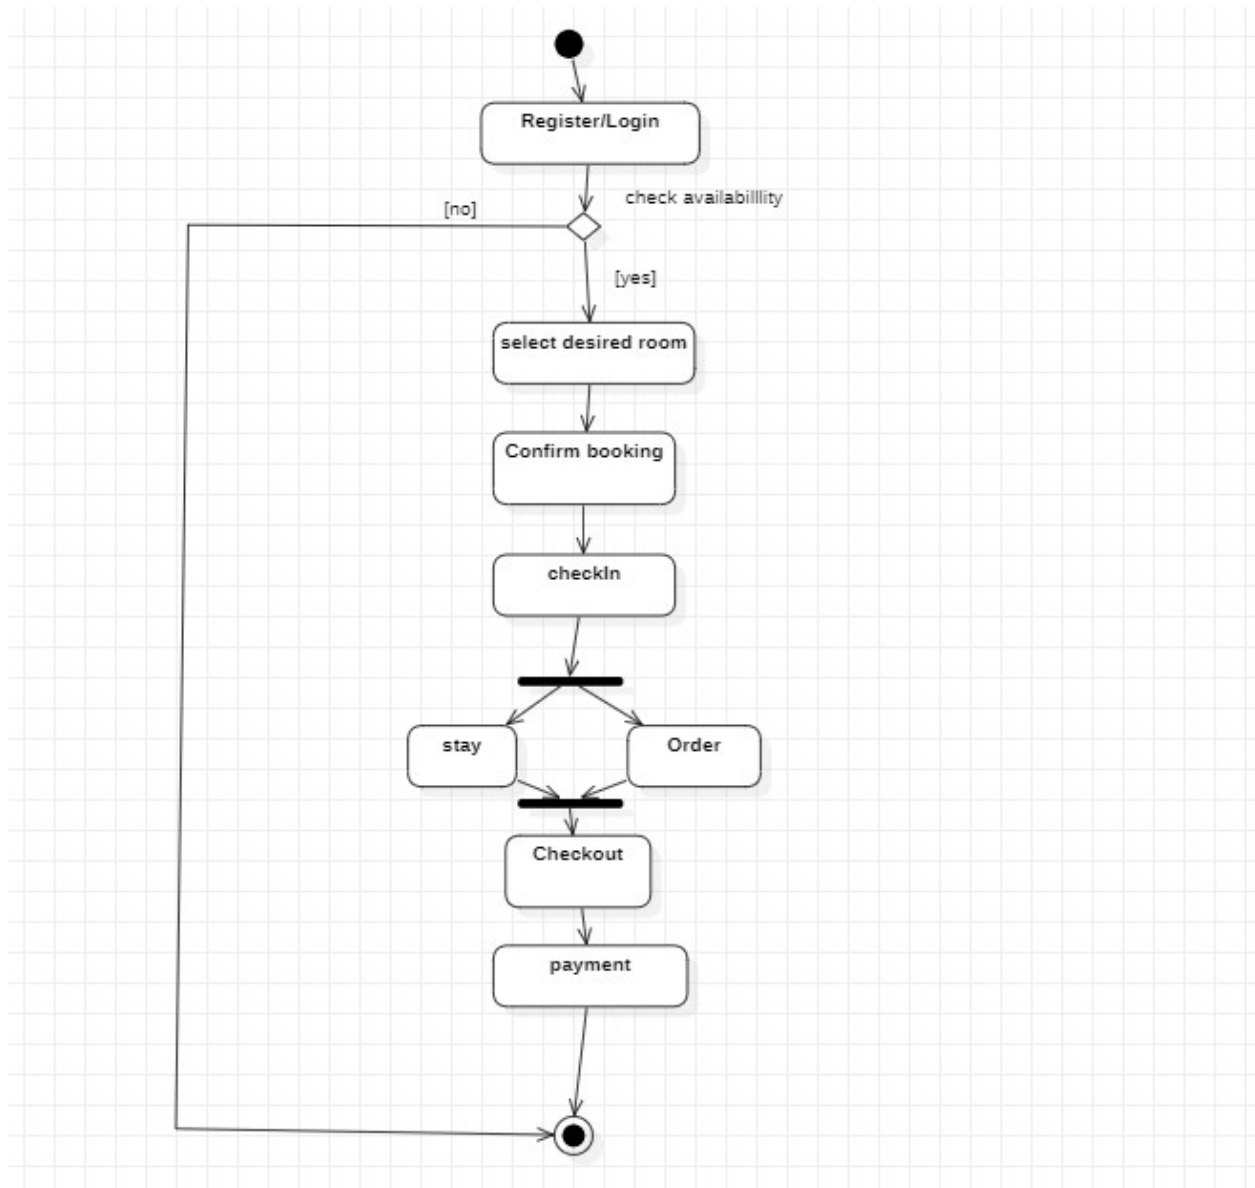 Register/Login
check availabilllity
[no]
[yes]
select desired room
Confirm booking
checkIn
stay
Order
Checkout
payment